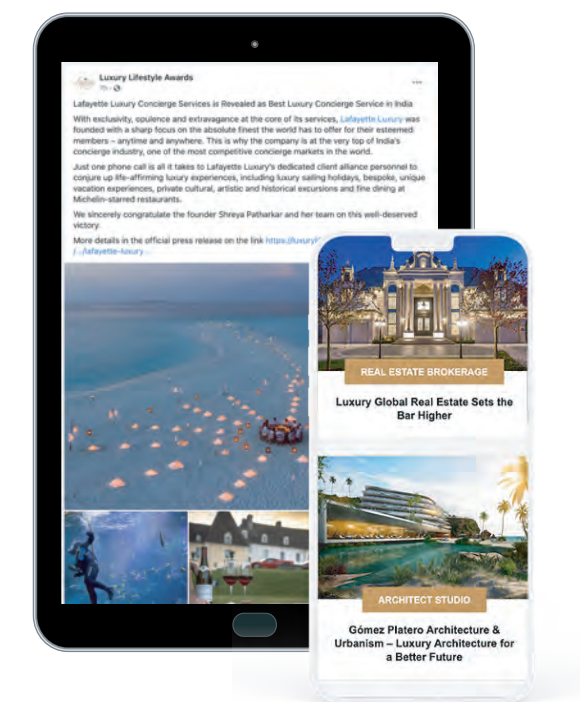 Luxury Lifestyle Awards
Lafayette Luxury Concierge Services is Revealed as Best Luxury Concierge Service in India
With exclusivity, opulence and extravagance at the core of its services, Lafayette Luxury was
founded with a sharp focus on the absolute finest the world has to offer for their esteemed
members – anytime and anywhere. This is why the company is at the very top of India's
concierge industry, one of the most competitive concierge markets in the world.
Just one phone call is all it takes to Lafayette Luxury's dedicated client alliance personnel to
conjure up life-affirming luxury experiences, including luxury sailing holidays, bespoke, unique
vacation experiences, private cultural, artistic and historical excursions and fine dining at
Michelin-starred restaurants.
We sincerely congratulate the founder Shreya Patharkar and her team on this well-deserved
victory.
More details in the official press release on the link https://luxuryl
/.../lafayette-luxury...
REAL ESTATE BROKERAGE
Luxury Global Real Estate Sets the
Bar Higher
ARCHITECT STUDIO
Gómez Platero Architecture &
Urbanism – Luxury Architecture for
a Better Future